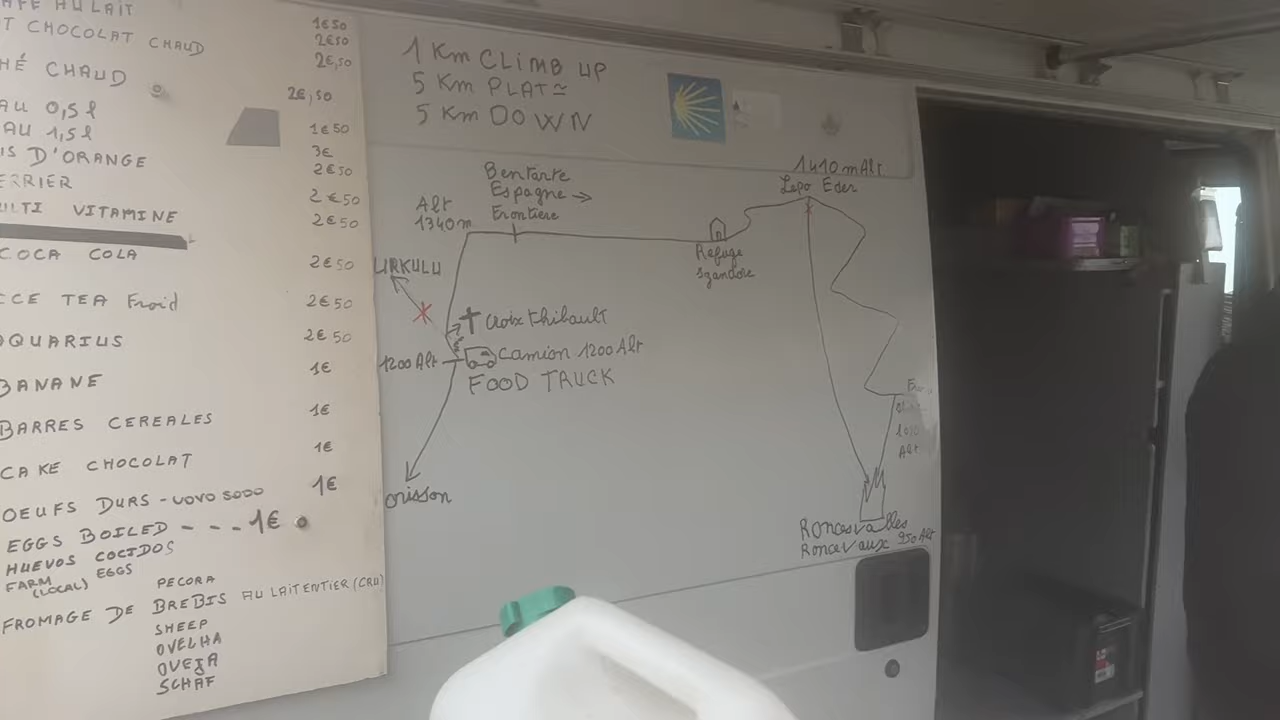 AU LAIT
T CHOCOLAT CHAUD
HÉ CHAUD
AU 0,5 l
AU 1,5 l
IS D'ORANGE
ERRIER
ULTI VITAMINE
COCA COLA
ICE TEA Froid
AQUARIUS
BANANE
BARRES CEREALES
CAKE CHOCOLAT
OEUFS DURS - UOVO SODO
EGGS BOILED - - - 1€
HUEVOS COCIDOS
FARM EGGS
(LOCAL)
PECORA
FROMAGE DE BREBIS AU LAIT ENTIER (CRU)
SHEEP
OVELHA
OVEJA
SCHAF
1€50
2€50
2€,50
2€,50
1€50
3€
2€50
2€50
2€50
2€50
2€50
2€50
1€
1€
1€
1€
1 Km CLIMB UP
5 Km PLAT ≃
5 Km DOWN
Bentarte
Espagne →
Frontière
Alt
1340m
1410 m Alt
Lepo Eder
Refuge
Izandore
URKULU
Croix Thibault
1200 Alt
Camion 1200 Alt
FOOD TRUCK
Orisson
Alt
Roncesvalles
Roncevaux 950 Alt